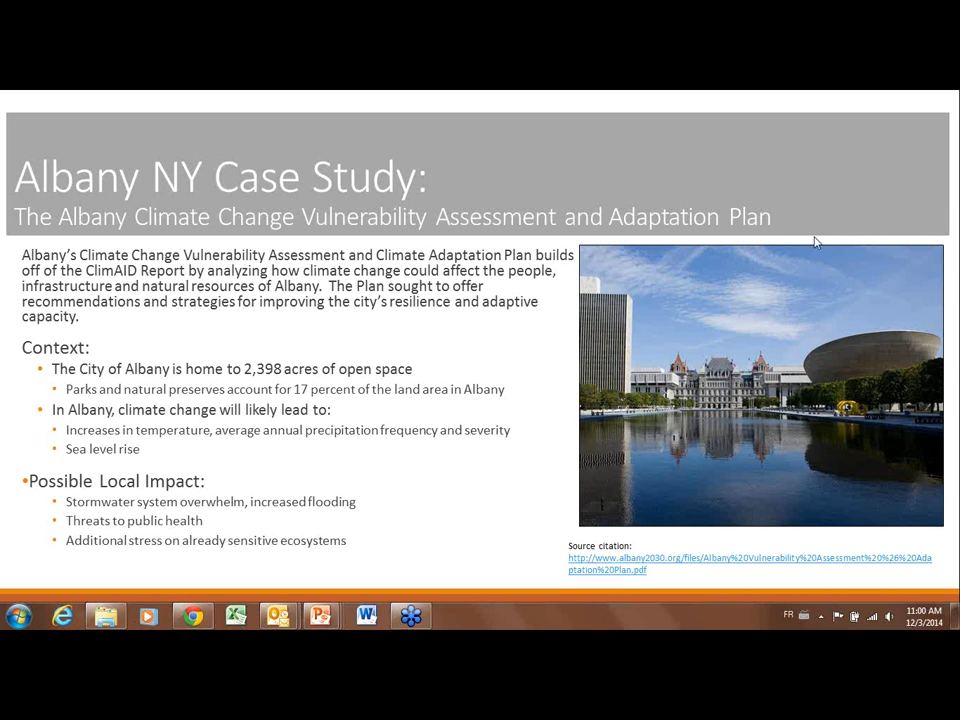 Albany NY Case Study:
The Albany Climate Change Vulnerability Assessment and Adaptation Plan
Albany's Climate Change Vulnerability Assessment and Climate Adaptation Plan builds
off of the ClimAID Report by analyzing how climate change could affect the people,
infrastructure and natural resources of Albany. The Plan sought to offer
recommendations and strategies for improving the city's resilience and adaptive
capacity.
Context:
• The City of Albany is home to 2,398 acres of open space
• Parks and natural preserves account for 17 percent of the land area in Albany
• In Albany, climate change will likely lead to:
• Increases in temperature, average annual precipitation frequency and severity
• Sea level rise
•Possible Local Impact:
• Stormwater system overwhelm, increased flooding
• Threats to public health
• Additional stress on already sensitive ecosystems
Source citation:
http://www.albany2030.org/files/Albany%20Vulnerability%20Assessment%20%26%20Ada
ptation%20Plan.pdf
FR
11:00 AM
12/3/2014